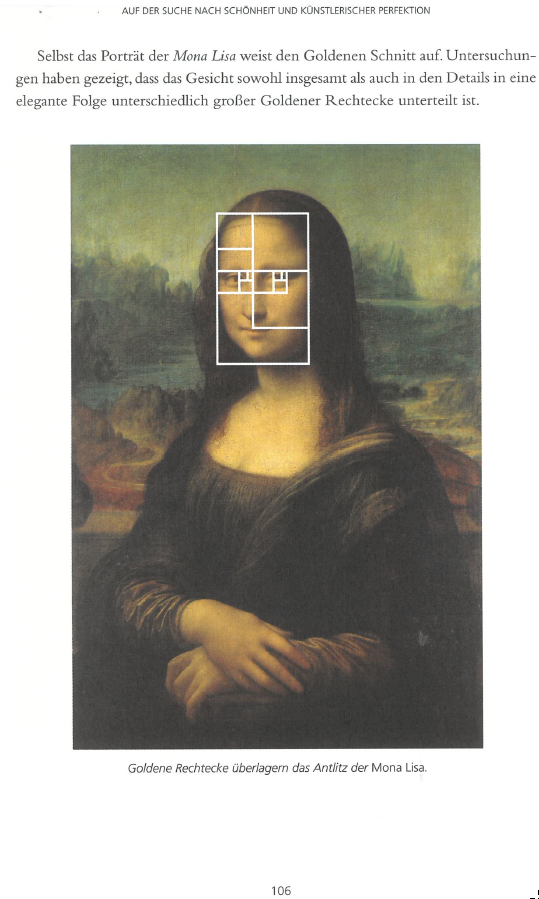 AUF DER SUCHE NACH SCHÖNHEIT UND KÜNSTLERISCHER PERFEKTION
Selbst das Porträt der Mona Lisa weist den Goldenen Schnitt auf. Untersuchun-
gen haben gezeigt, dass das Gesicht sowohl insgesamt als auch in den Details in eine
elegante Folge unterschiedlich großer Goldener Rechtecke unterteilt ist.
Goldene Rechtecke überlagern das Antlitz der Mona Lisa.
106